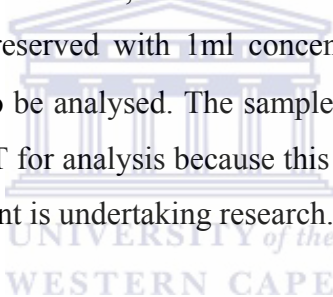 reserved with 1ml concen
be analysed. The sample
for analysis because this
nt is undertaking research.
UNIVERSITY of the
WESTERN CAPE